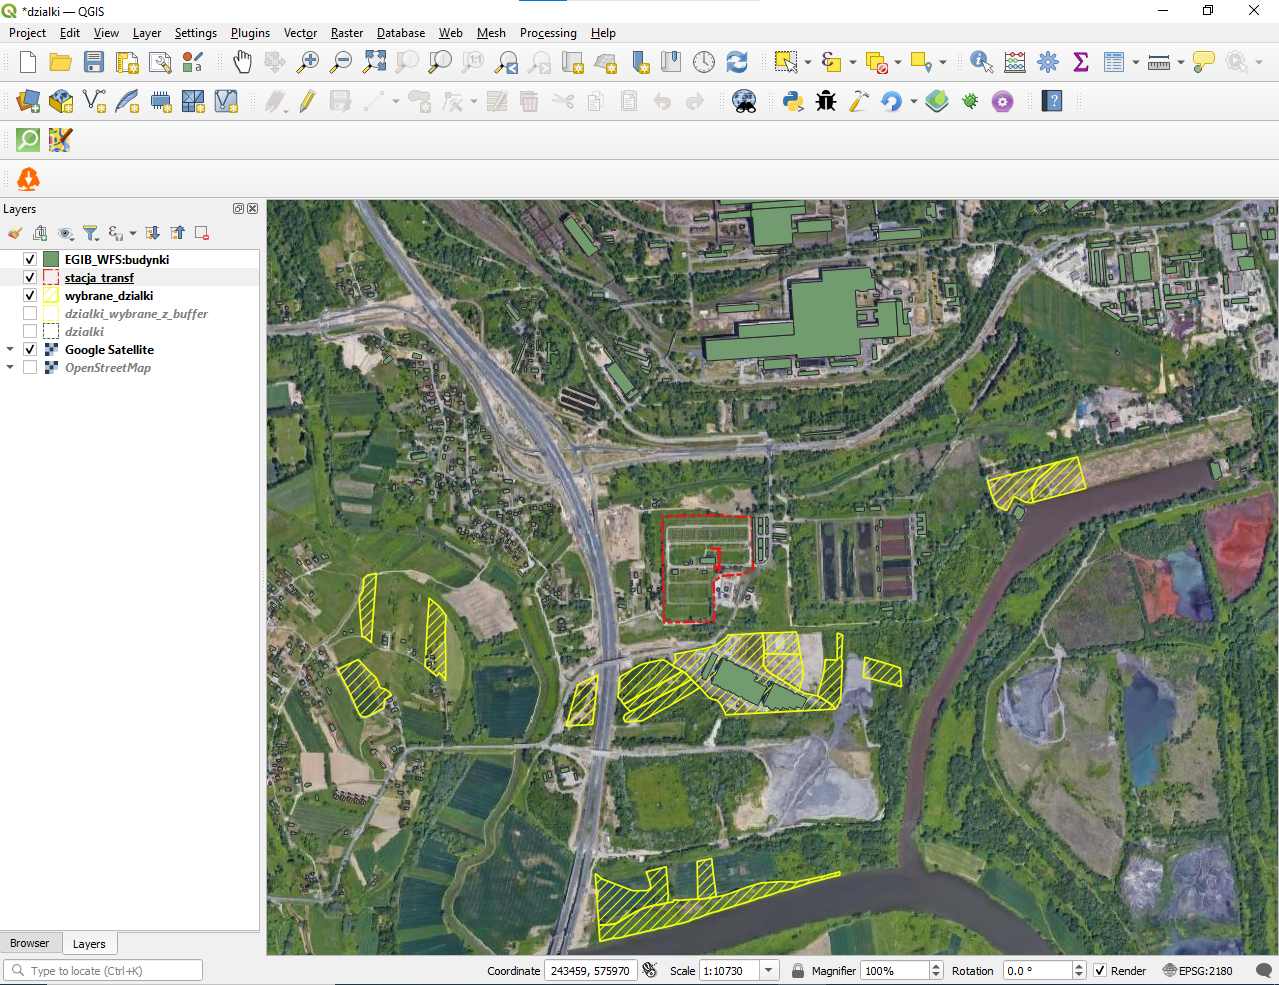 *dzialki — QGIS
Project Edit View Layer Settings Plugins Vector Raster Database Web Mesh Processing Help
Layers
EGIB_WFS:budynki
stacja_transf
wybrane_dzialki
dzialki_wybrane_z_buffer
dzialki
Google Satellite
OpenStreetMap
Browser Layers
Type to locate (Ctrl+K) Coordinate 243459, 575970 Scale 1:10730 Magnifier 100% Rotation 0.0 ° Render EPSG:2180